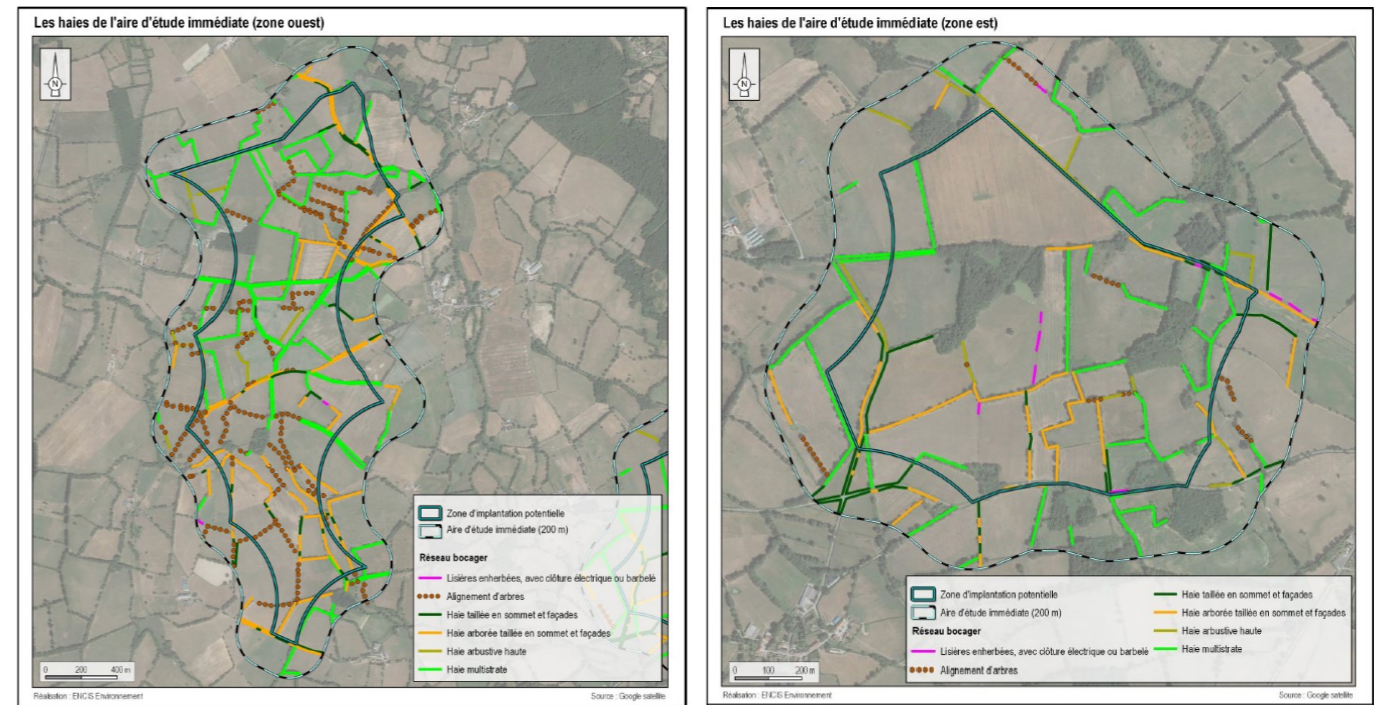 Les haies de l'aire d'étude immédiate (zone ouest)
N
Zone d'implantation potentielle
Aire d'étude immédiate (200 m)
Réseau bocager
Lisières enherbées, avec clôture électrique ou barbelé
Alignement d'arbres
Haie taillée en sommet et façades
Haie arborée taillée en sommet et façades
Haie arbustive haute
Haie multistrate
0 200 400 m
Réalisation : ENCIS Environnement
Source : Google satellite
Les haies de l'aire d'étude immédiate (zone est)
N
Zone d'implantation potentielle
Aire d'étude immédiate (200 m)
Réseau bocager
Lisières enherbées, avec clôture électrique ou barbelé
Alignement d'arbres
Haie taillée en sommet et façades
Haie arborée taillée en sommet et façades
Haie arbustive haute
Haie multistrate
0 100 200 m
Réalisation : ENCIS Environnement
Source : Google satellite